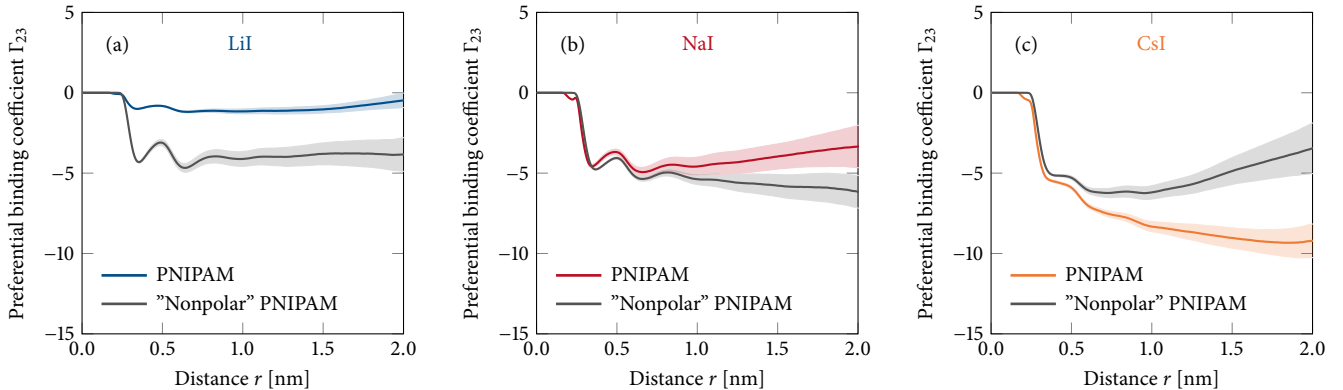 Preferential binding coefficient Γ23
5
0
−5
−10
−15
(a)
LiI
PNIPAM
”Nonpolar” PNIPAM
0.0
0.5
1.0
1.5
2.0
Distance r [nm]
Preferential binding coefficient Γ23
5
0
−5
−10
−15
(b)
NaI
PNIPAM
”Nonpolar” PNIPAM
0.0
0.5
1.0
1.5
2.0
Distance r [nm]
Preferential binding coefficient Γ23
5
0
−5
−10
−15
(c)
CsI
PNIPAM
”Nonpolar” PNIPAM
0.0
0.5
1.0
1.5
2.0
Distance r [nm]